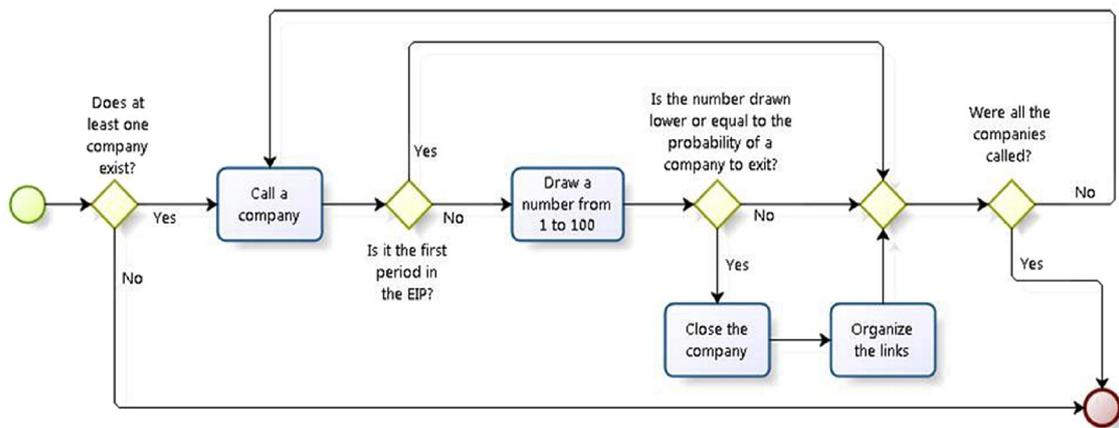 Does at
least one
company
exist?
Yes
No
Call a
company
Yes
No
Is it the first
period in
the EIP?
Draw a
number from
1 to 100
Is the number drawn
lower or equal to the
probability of a
company to exit?
No
Yes
Close the
company
Organize
the links
Were all the
companies
called?
No
Yes